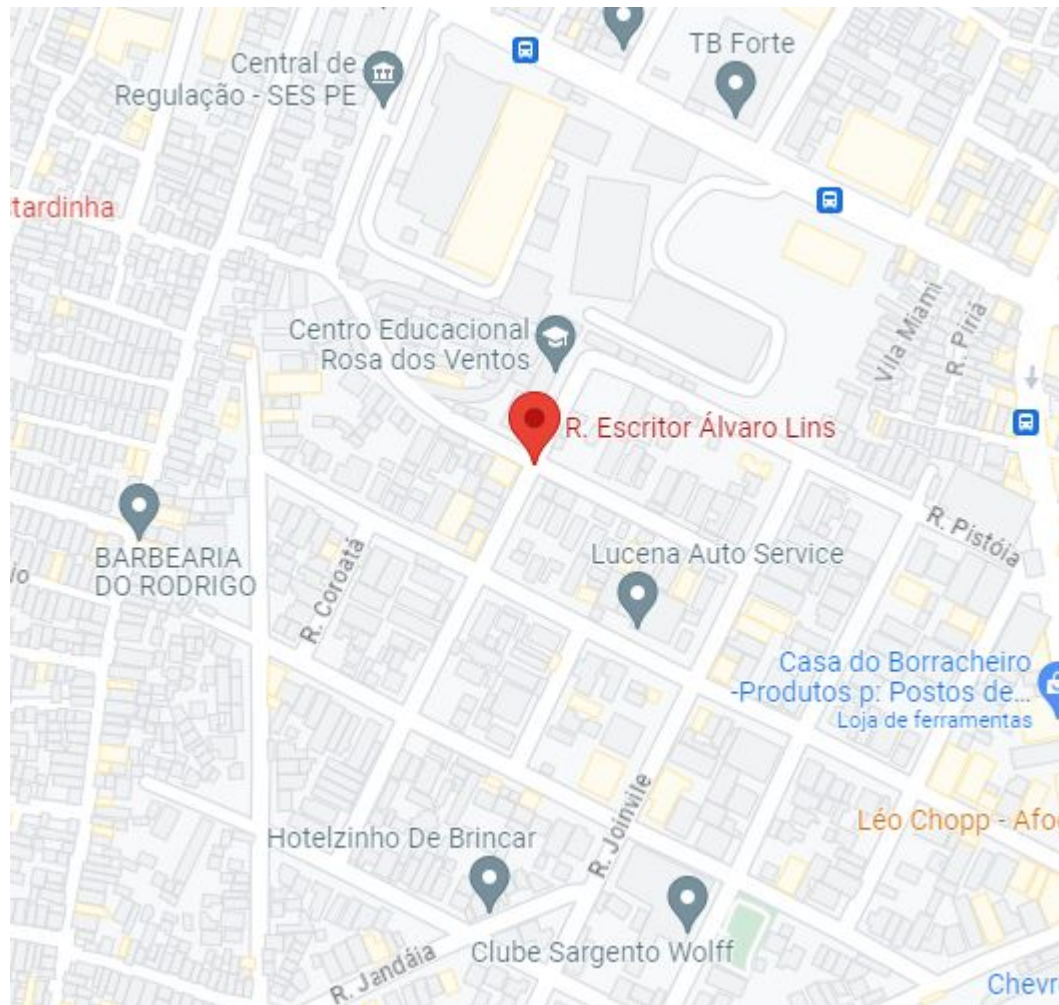 TB Forte
Central de
Regulação - SES PE
tardinha
Centro Educacional
Rosa dos Ventos
Vila Miami
R. Piriá
R. Escritor Álvaro Lins
R. Pistóia
BARBEARIA
DO RODRIGO
R. Coroatá
Lucena Auto Service
Casa do Borracheiro
-Produtos p: Postos de...
Loja de ferramentas
R. Joinvile
Léo Chopp - Afo
Hotelzinho De Brincar
Clube Sargento Wolff
R. Jandáia
Chevr